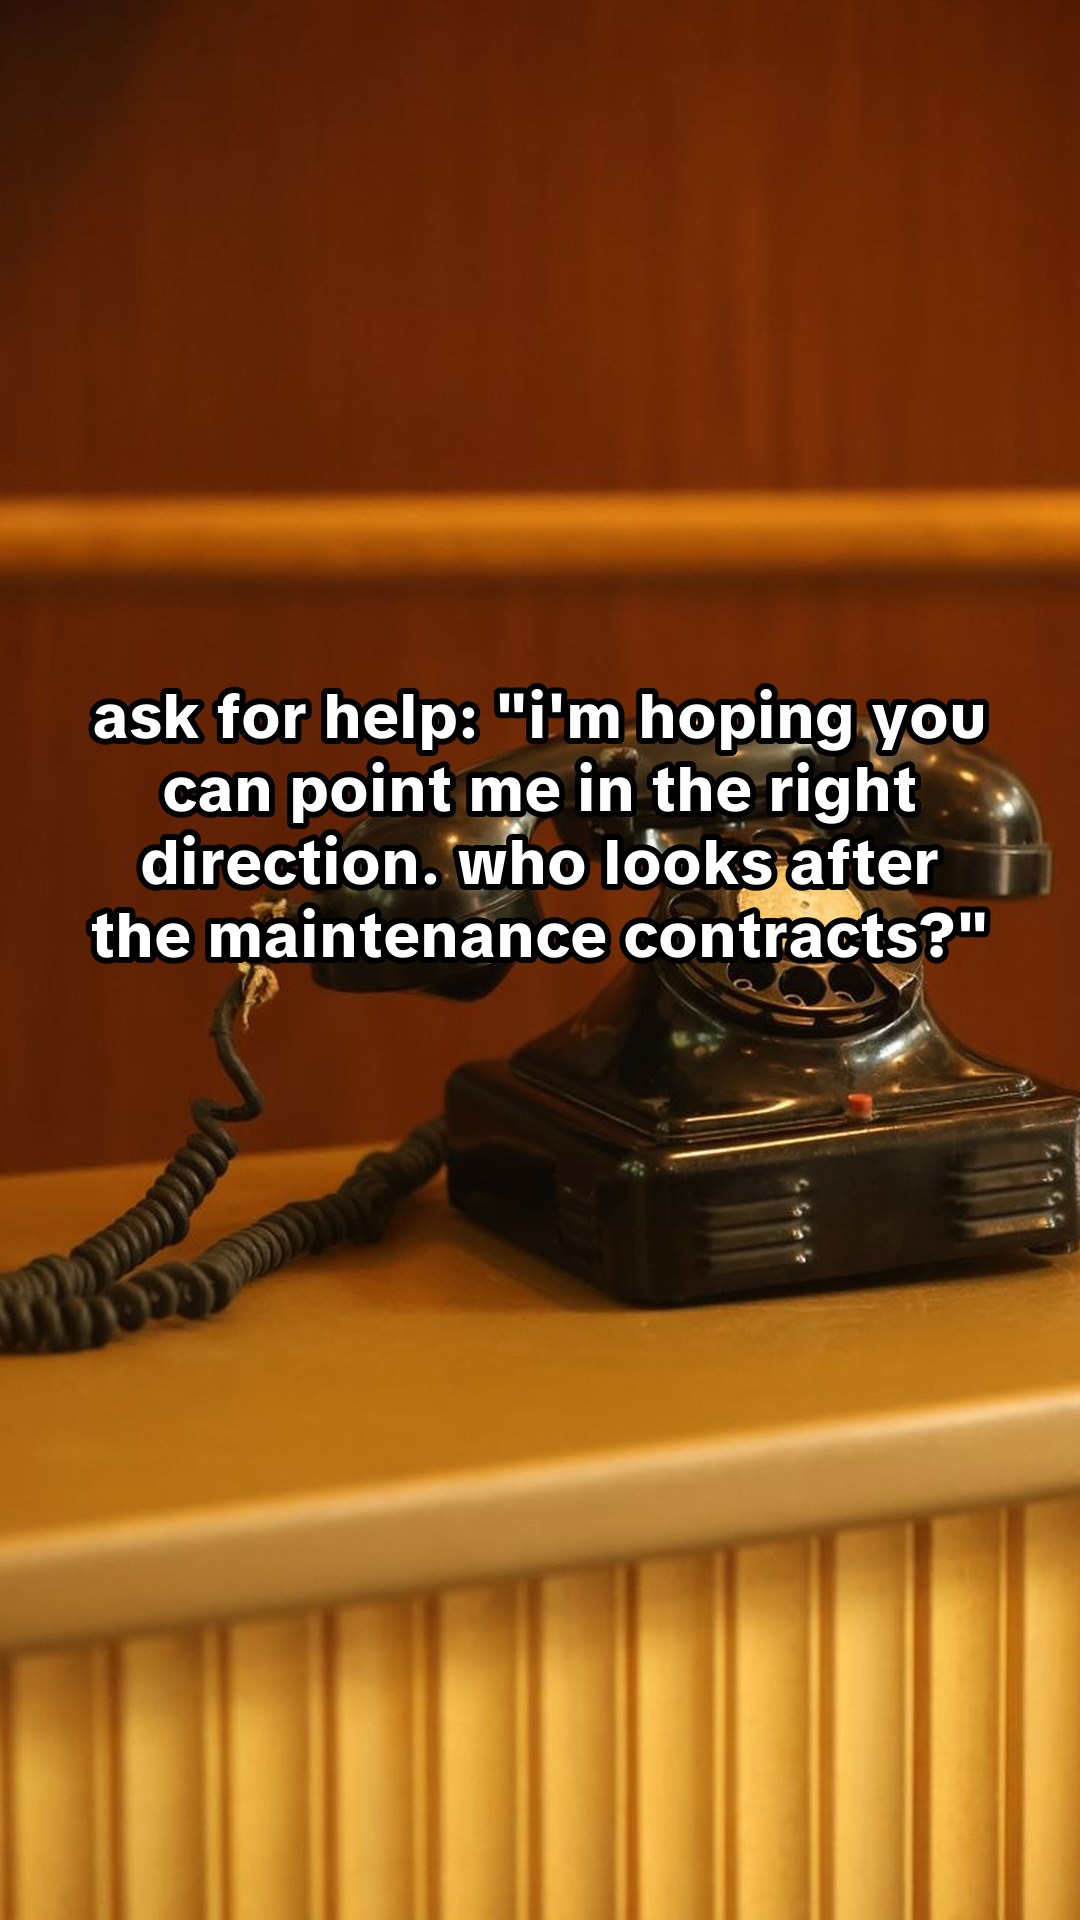 ask for help: "i'm hoping you
can point me in the right
direction. who looks after
the maintenance contracts?"